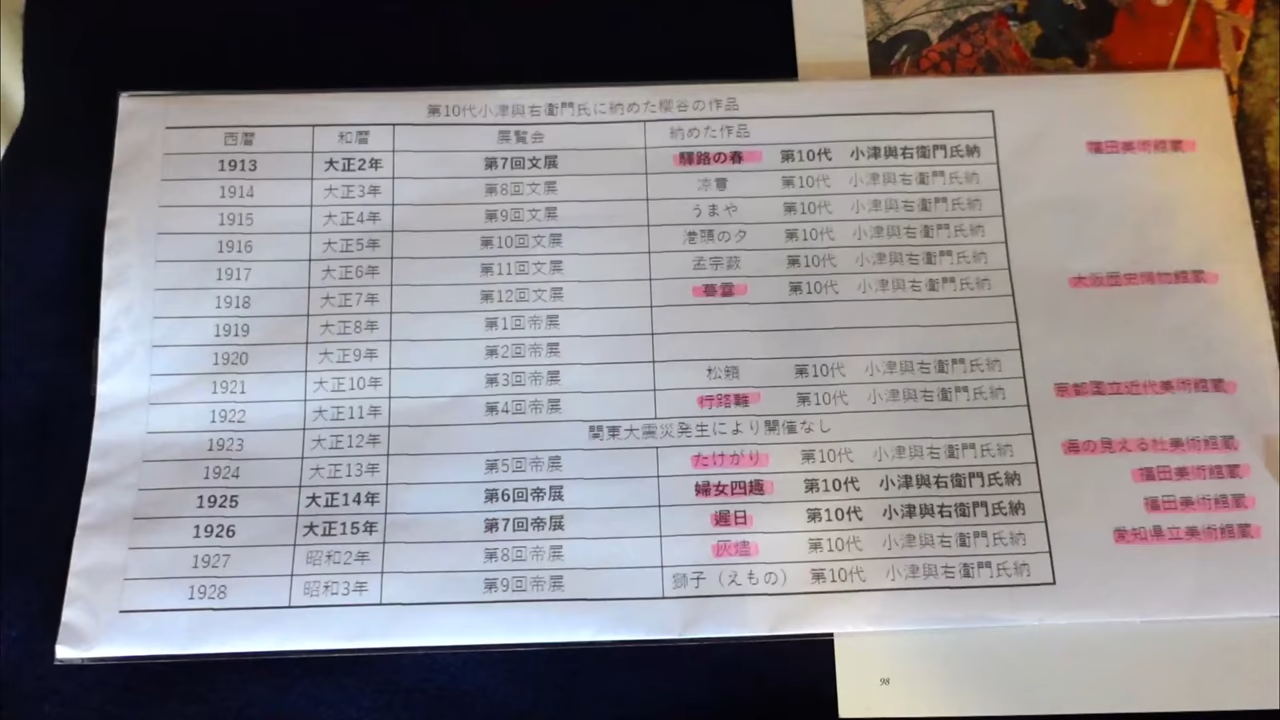 第10代小津與右衛門氏に納めた櫻谷の作品
西暦 和暦 展覧会 納めた作品
1913 大正2年 第7回文展 驛路の春 第10代 小津與右衛門氏納 福田美術館蔵
1914 大正3年 第8回文展 第10代 小津與右衛門氏納
1915 大正4年 第9回文展 うまや 第10代 小津與右衛門氏納
1916 大正5年 第10回文展 港頭の夕 第10代 小津與右衛門氏納
1917 大正6年 第11回文展 孟宗藪 第10代 小津與右衛門氏納
1918 大正7年 第12回文展 暮雲 第10代 小津與右衛門氏納 大阪歴史博物館蔵
1919 大正8年 第1回帝展
1920 大正9年 第2回帝展
1921 大正10年 第3回帝展 松籟 第10代 小津與右衛門氏納
1922 大正11年 第4回帝展 行路難 第10代 小津與右衛門氏納 京都国立近代美術館蔵
1923 大正12年 関東大震災発生により開催なし
1924 大正13年 第5回帝展 たけがり 第10代 小津與右衛門氏納 海の見える杜美術館蔵
1925 大正14年 第6回帝展 婦女四趣 第10代 小津與右衛門氏納 福田美術館蔵
1926 大正15年 第7回帝展 遅日 第10代 小津與右衛門氏納 福田美術館蔵
1927 昭和2年 第8回帝展 灰燼 第10代 小津與右衛門氏納 愛知県立美術館蔵
1928 昭和3年 第9回帝展 獅子（えもの） 第10代 小津與右衛門氏納
98